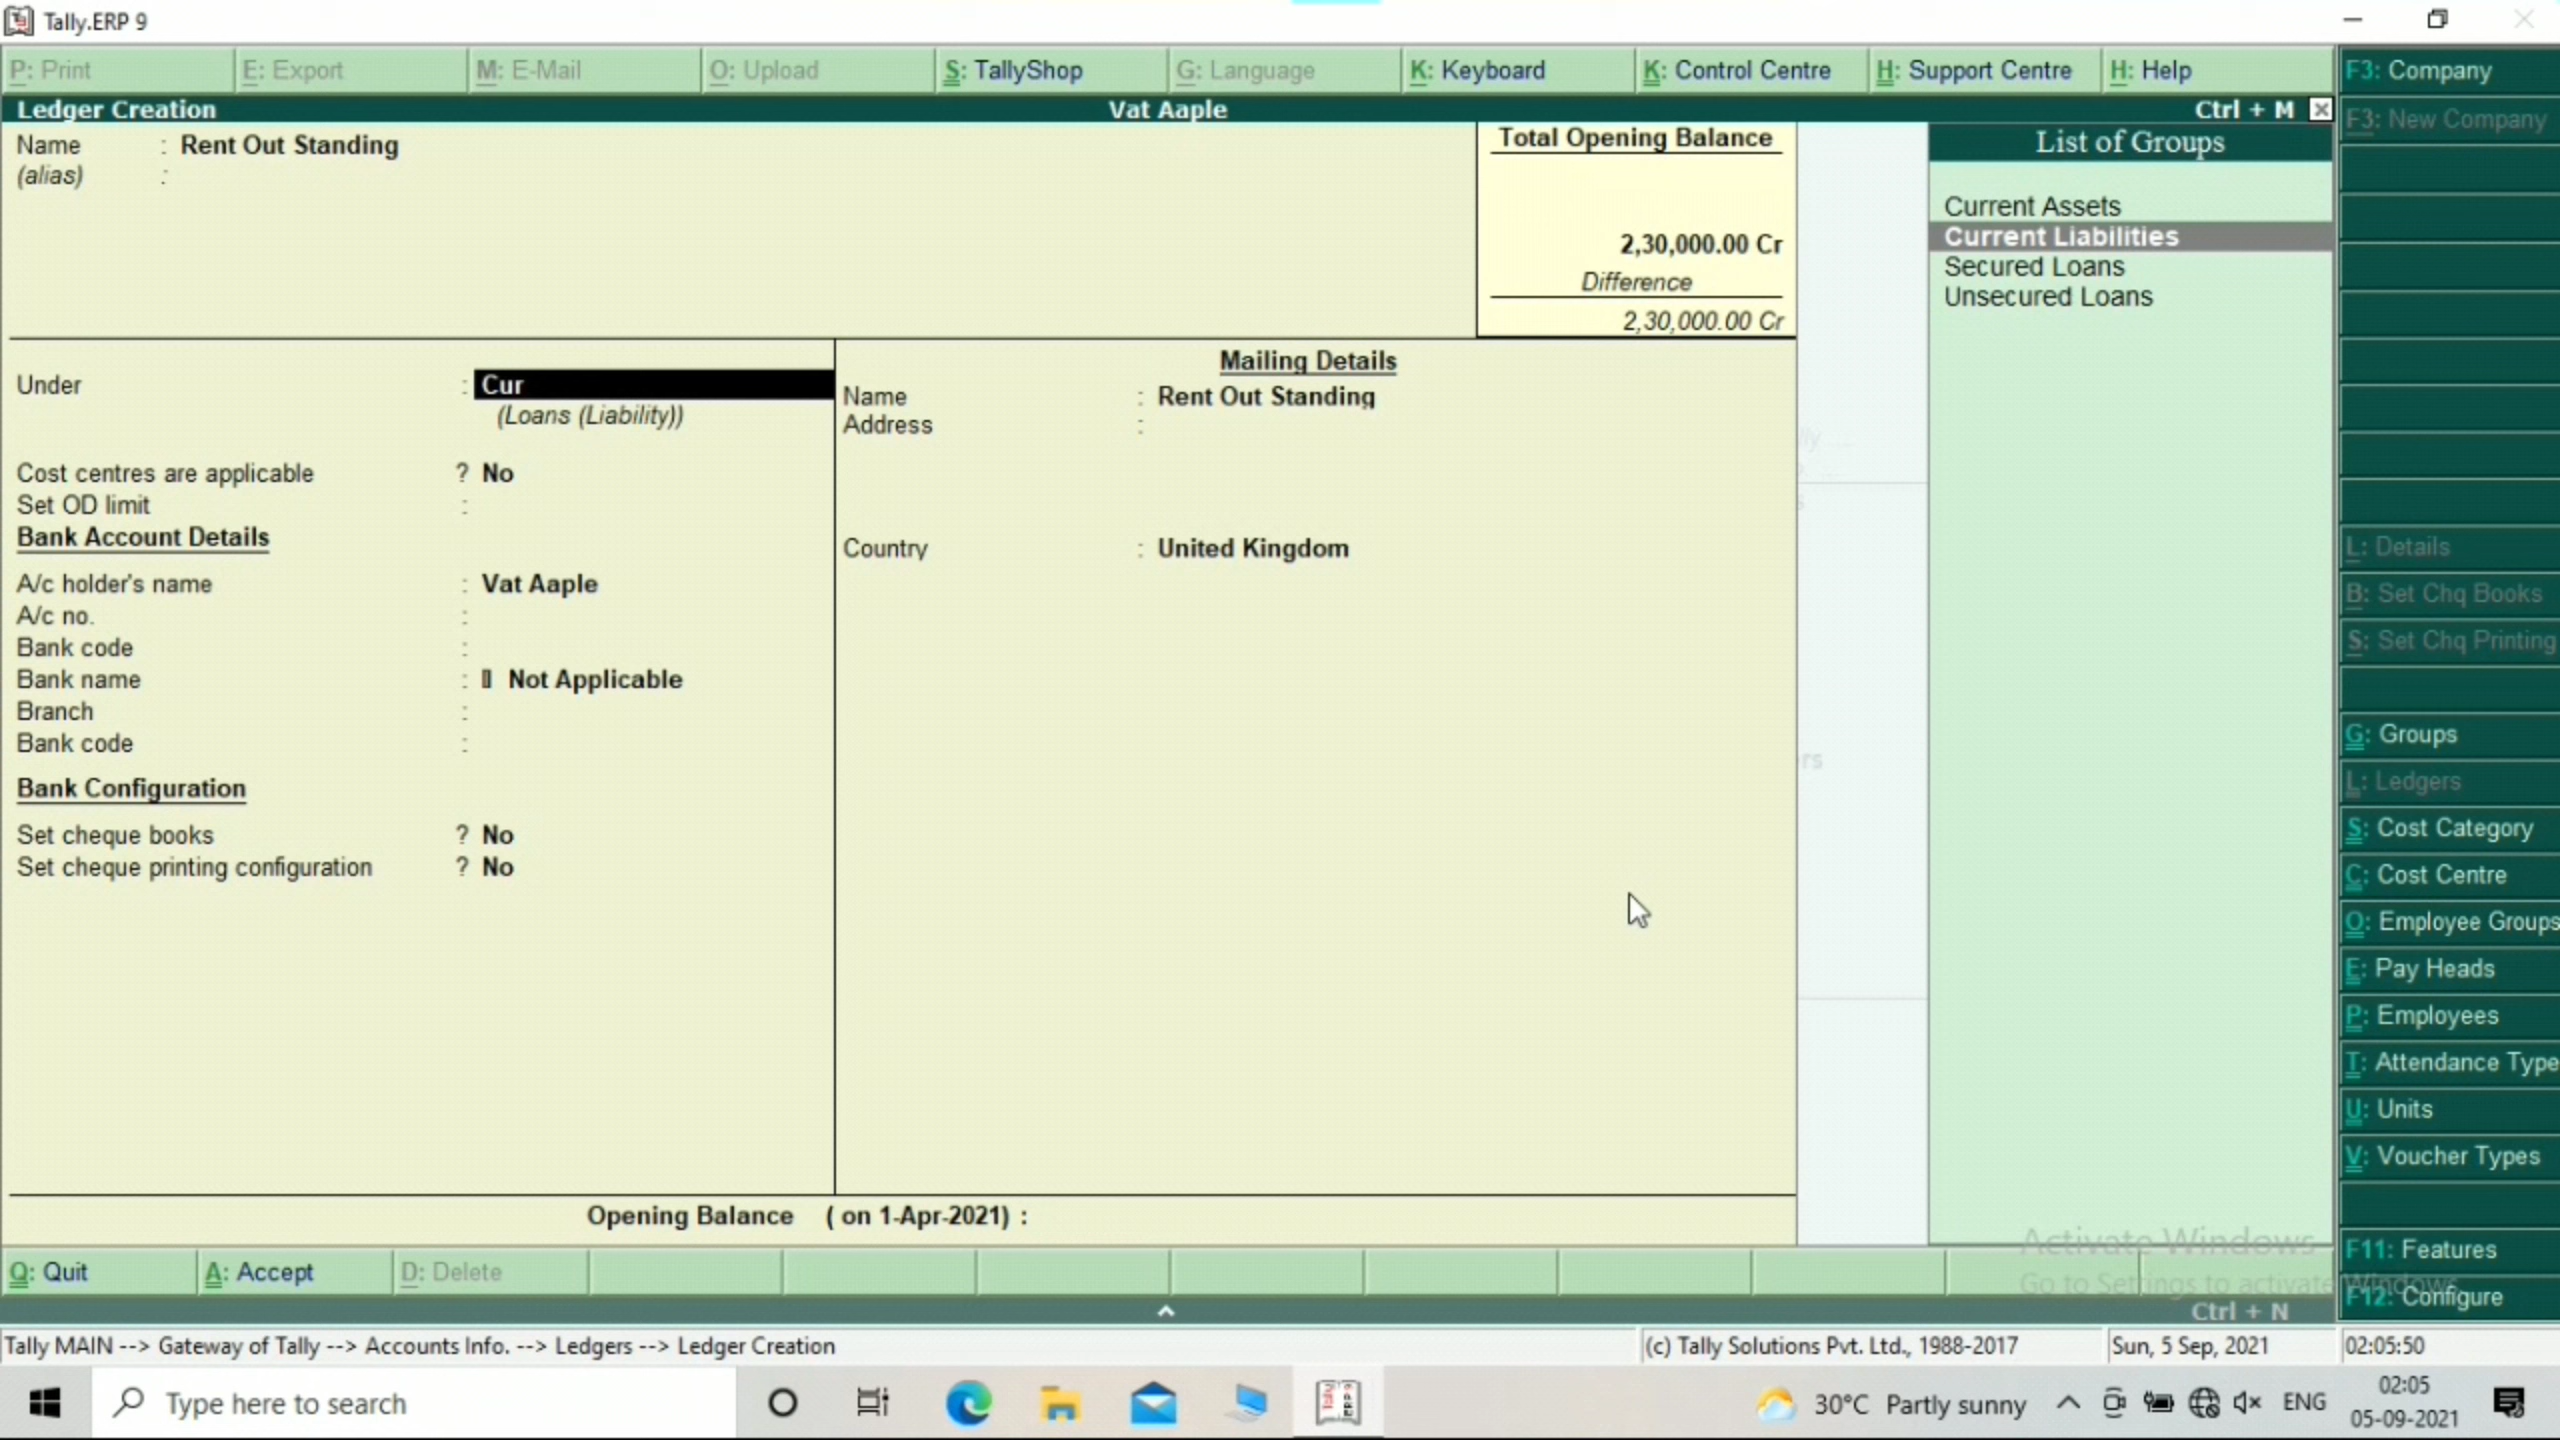 Tally.ERP 9
P: Print E: Export M: E-Mail O: Upload S: TallyShop G: Language K: Keyboard K: Control Centre H: Support Centre H: Help
Ledger Creation Vat Aaple Ctrl + M
Name : Rent Out Standing
(alias) :
Total Opening Balance
2,30,000.00 Cr
Difference
2,30,000.00 Cr
Under : Cur
(Loans (Liability))
Cost centres are applicable ? No
Set OD limit :
Bank Account Details
A/c holder's name : Vat Aaple
A/c no. :
Bank code :
Bank name : Not Applicable
Branch :
Bank code :
Bank Configuration
Set cheque books ? No
Set cheque printing configuration ? No
Mailing Details
Name : Rent Out Standing
Address :
Country : United Kingdom
Opening Balance ( on 1-Apr-2021) :
List of Groups
Current Assets
Current Liabilities
Secured Loans
Unsecured Loans
F3: Company
F3: New Company
L: Details
B: Set Chq Books
S: Set Chq Printing
G: Groups
L: Ledgers
S: Cost Category
C: Cost Centre
O: Employee Groups
E: Pay Heads
P: Employees
T: Attendance Type
U: Units
V: Voucher Types
F11: Features
F12: Configure
Activate Windows
Go to Settings to activate Windows.
Q: Quit A: Accept D: Delete
Ctrl + N
Tally MAIN --> Gateway of Tally --> Accounts Info. --> Ledgers --> Ledger Creation (c) Tally Solutions Pvt. Ltd., 1988-2017 Sun, 5 Sep, 2021 02:05:50
Type here to search 30°C Partly sunny ENG 02:05
05-09-2021